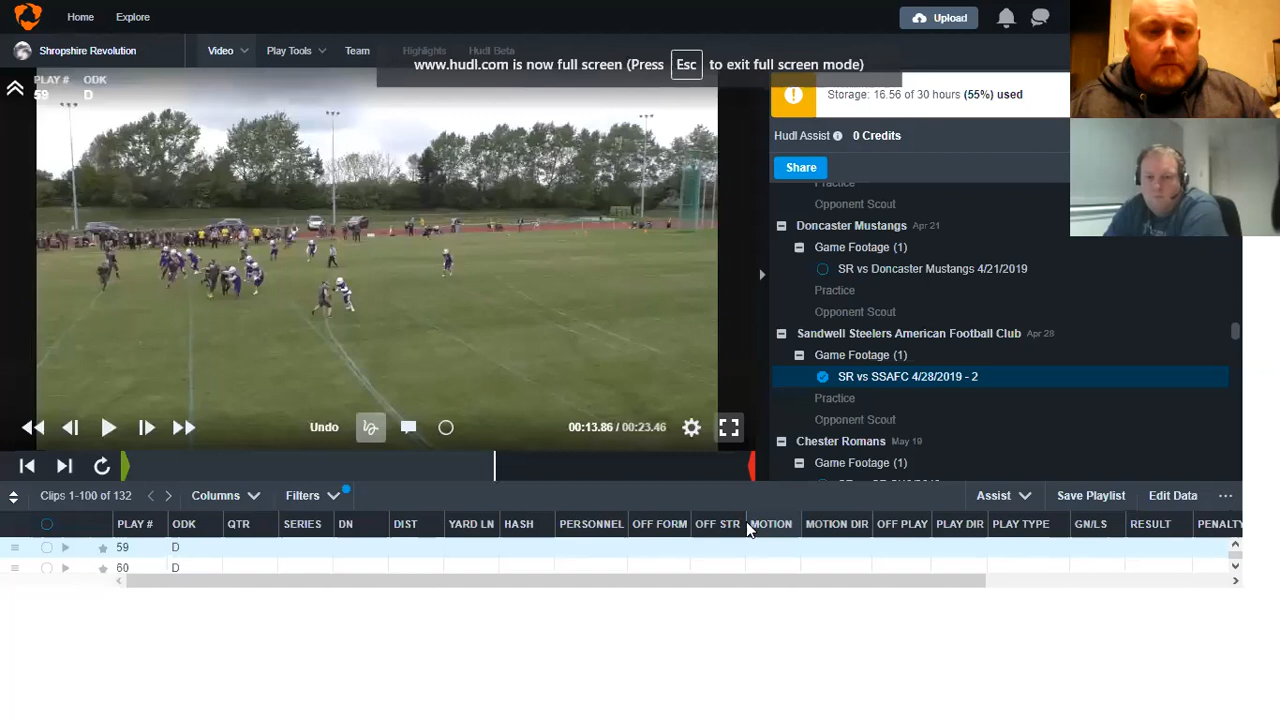 Home
Explore
Upload
Shropshire Revolution
Video
Play Tools
Team
Highlights
Hudl Beta
www.hudl.com is now full screen (Press Esc to exit full screen mode)
PLAY # ODK
59 D
Storage: 16.56 of 30 hours (55%) used
Hudl Assist 0 Credits
Share
Practice
Opponent Scout
Doncaster Mustangs Apr 21
Game Footage (1)
SR vs Doncaster Mustangs 4/21/2019
Practice
Opponent Scout
Sandwell Steelers American Football Club Apr 28
Game Footage (1)
SR vs SSAFC 4/28/2019 - 2
Practice
Opponent Scout
Chester Romans May 19
Game Footage (1)
Undo
00:13.86 / 00:23.46
Clips 1-100 of 132
Columns
Filters
Assist
Save Playlist
Edit Data
PLAY # ODK QTR SERIES DN DIST YARD LN HASH PERSONNEL OFF FORM OFF STR MOTION MOTION DIR OFF PLAY PLAY DIR PLAY TYPE GN/LS RESULT PENALTY
59 D
60 D